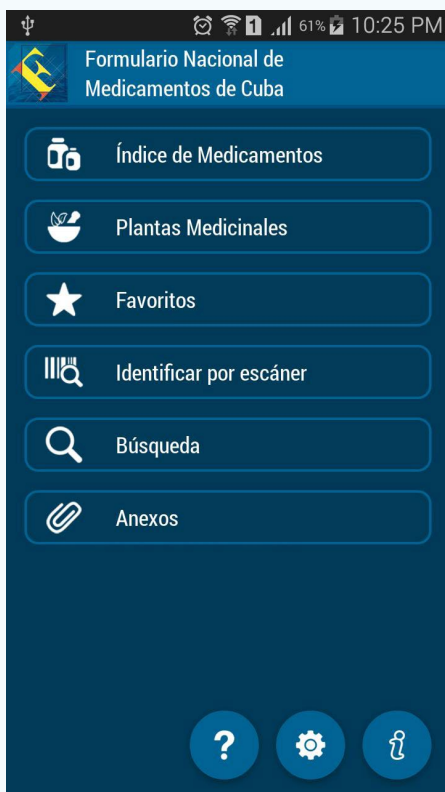 1 61% 10:25 PM
Formulario Nacional de
Medicamentos de Cuba
Índice de Medicamentos
Plantas Medicinales
Favoritos
Identificar por escáner
Búsqueda
Anexos
? i